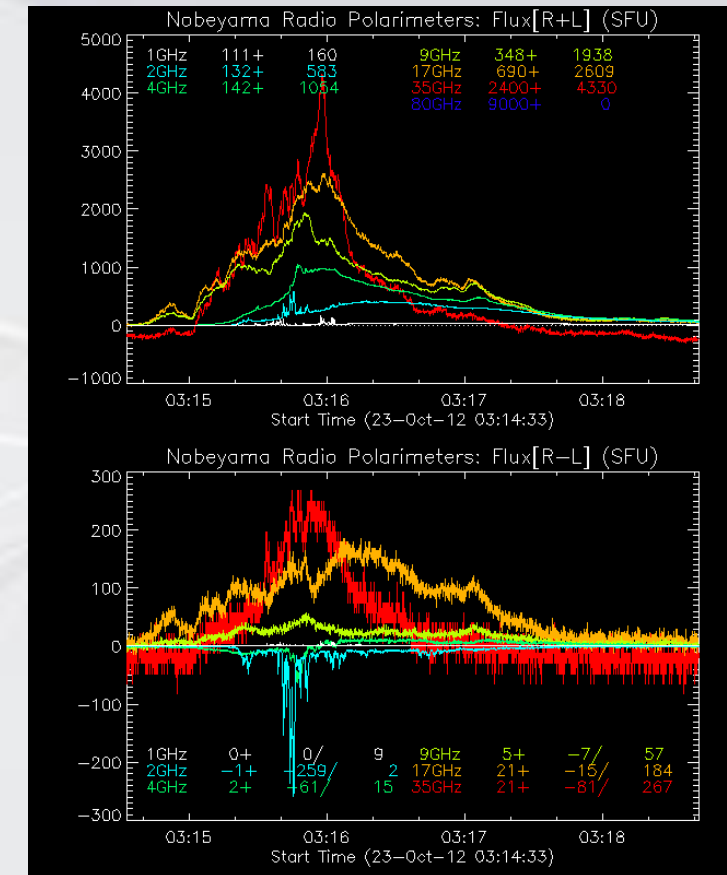 Nobeyama Radio Polarimeters: Flux[R+L] (SFU)
5000
1GHz 111+ 160 9GHz 348+ 1938
2GHz 132+ 583 17GHz 690+ 2609
4GHz 142+ 1064 35GHz 2400+ 4330
80GHz 9000+ 0
4000
3000
2000
1000
0
−1000
03:15 03:16 03:17 03:18
Start Time (23−Oct−12 03:14:33)
Nobeyama Radio Polarimeters: Flux[R−L] (SFU)
300
200
100
0
−100
−200
1GHz 0+ 0/ 9 9GHz 5+ −7/ 57
2GHz −1+ −259/ 2 17GHz 21+ −15/ 184
4GHz 2+ −61/ 15 35GHz 21+ −81/ 267
−300
03:15 03:16 03:17 03:18
Start Time (23−Oct−12 03:14:33)